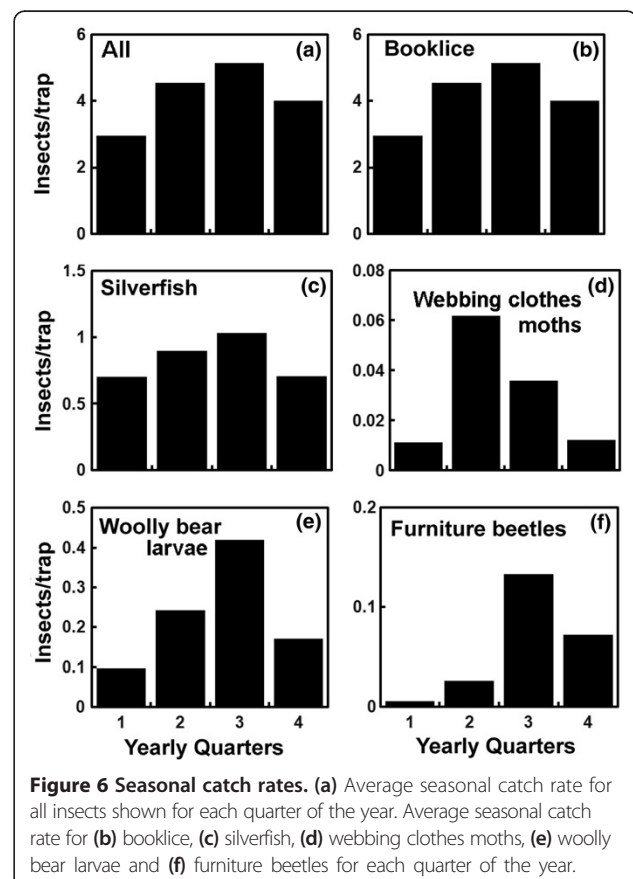 All (a)
Booklice (b)
Insects/trap
6
4
2
0
6
4
2
0
Silverfish (c)
Webbing clothes moths (d)
Insects/trap
1.5
1
0.5
0
0.08
0.06
0.04
0.02
0
Woolly bear
larvae
(e)
Furniture beetles (f)
Insects/trap
0.5
0.4
0.3
0.2
0.1
0
0.2
0.1
0
1 2 3 4
1 2 3 4
Yearly Quarters
Yearly Quarters
Figure 6 Seasonal catch rates. (a) Average seasonal catch rate for
all insects shown for each quarter of the year. Average seasonal catch
rate for (b) booklice, (c) silverfish, (d) webbing clothes moths, (e) woolly
bear larvae and (f) furniture beetles for each quarter of the year.